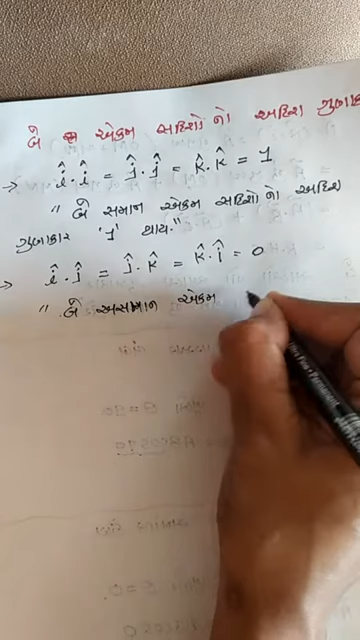 બે એકમ સદિશો નો અદિશ ગુણાકાર
→ î · î = ĵ · ĵ = k̂ · k̂ = 1
" બે સમાન એકમ સદિશો નો અદિશ
ગુણાકાર '1' થાય."
→ î · ĵ = ĵ · k̂ = k̂ · î = 0
" બે અસમાન એકમ